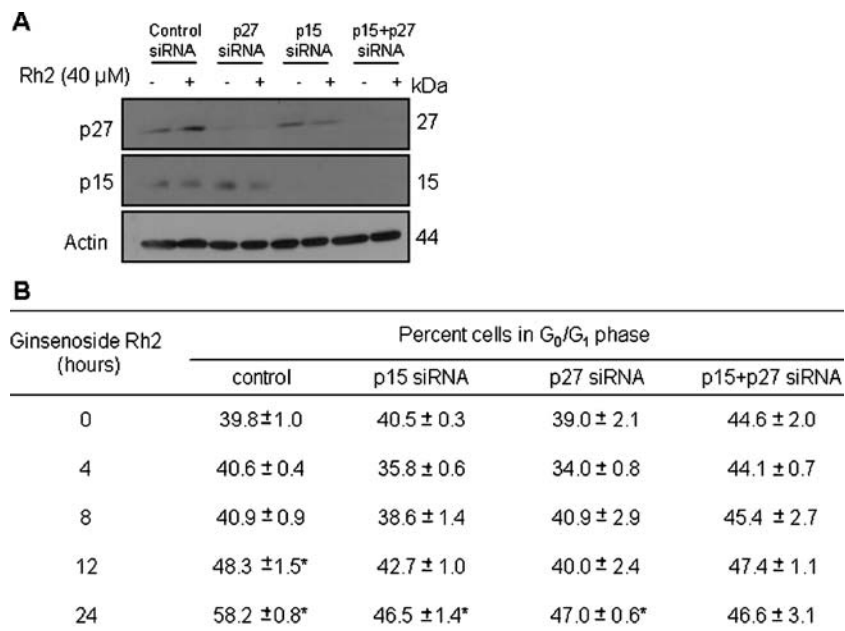 A
Control siRNA p27 siRNA p15 siRNA p15+p27 siRNA
Rh2 (40 µM) - + - + - + - + kDa
p27 27
p15 15
Actin 44
B
Ginsenoside Rh2 (hours) Percent cells in G₀/G₁ phase
control p15 siRNA p27 siRNA p15+p27 siRNA
0 39.8±1.0 40.5 ± 0.3 39.0 ± 2.1 44.6 ± 2.0
4 40.6 ± 0.4 35.8 ± 0.6 34.0 ± 0.8 44.1 ± 0.7
8 40.9 ± 0.9 38.6 ± 1.4 40.9 ± 2.9 45.4 ± 2.7
12 48.3 ±1.5* 42.7 ± 1.0 40.0 ± 2.4 47.4 ± 1.1
24 58.2 ±0.8* 46.5 ±1.4* 47.0 ± 0.6* 46.6 ± 3.1